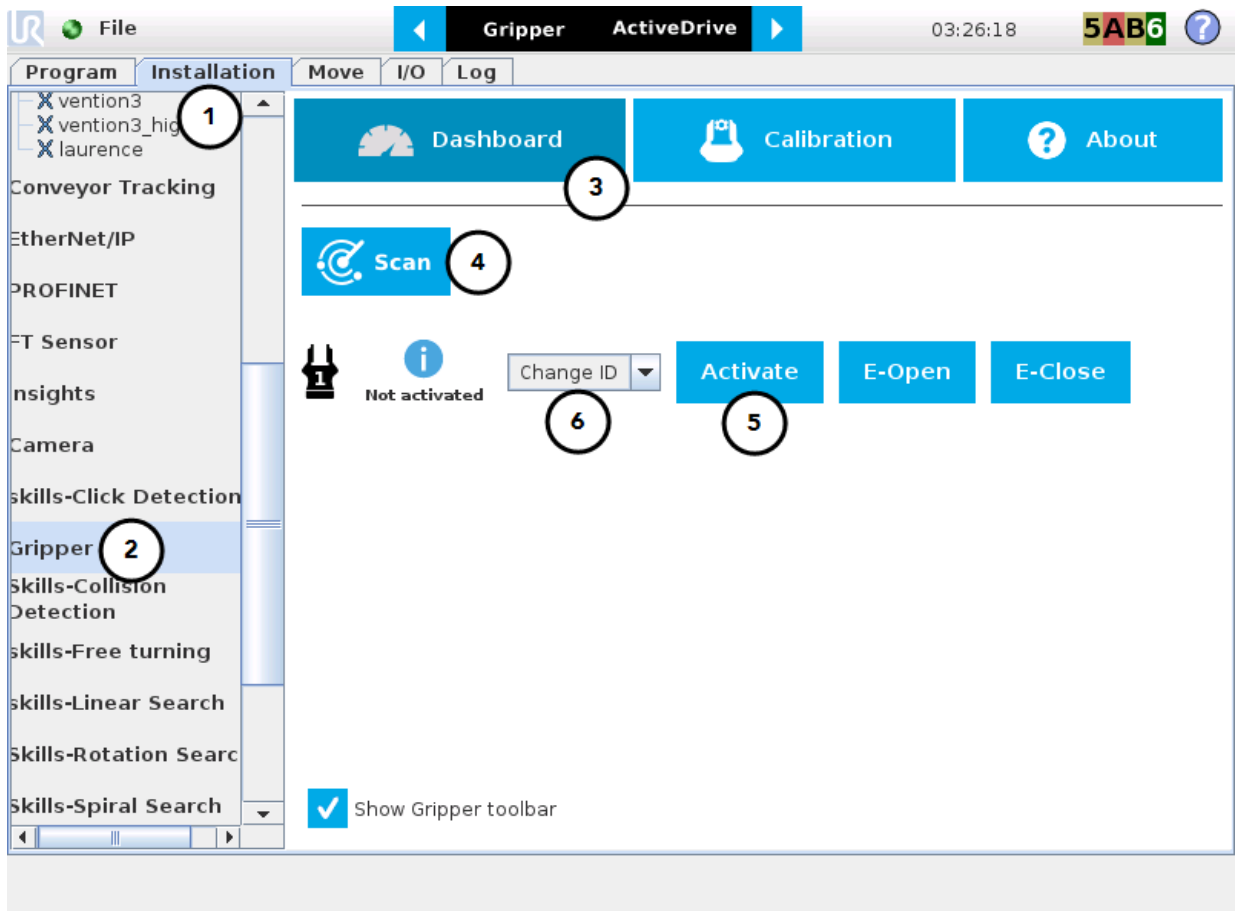 UR File Gripper ActiveDrive 03:26:18 5AB6 ?
Program Installation Move I/O Log
vention3
1
vention3_hig
laurence
Dashboard Calibration ? About
3
Conveyor Tracking
EtherNet/IP
Scan 4
PROFINET
FT Sensor
1 i Not activated Change ID Activate E-Open E-Close
6 5
Insights
Camera
skills-Click Detection
Gripper 2
Skills-Collision
Detection
skills-Free turning
skills-Linear Search
Skills-Rotation Searc
Skills-Spiral Search
Show Gripper toolbar